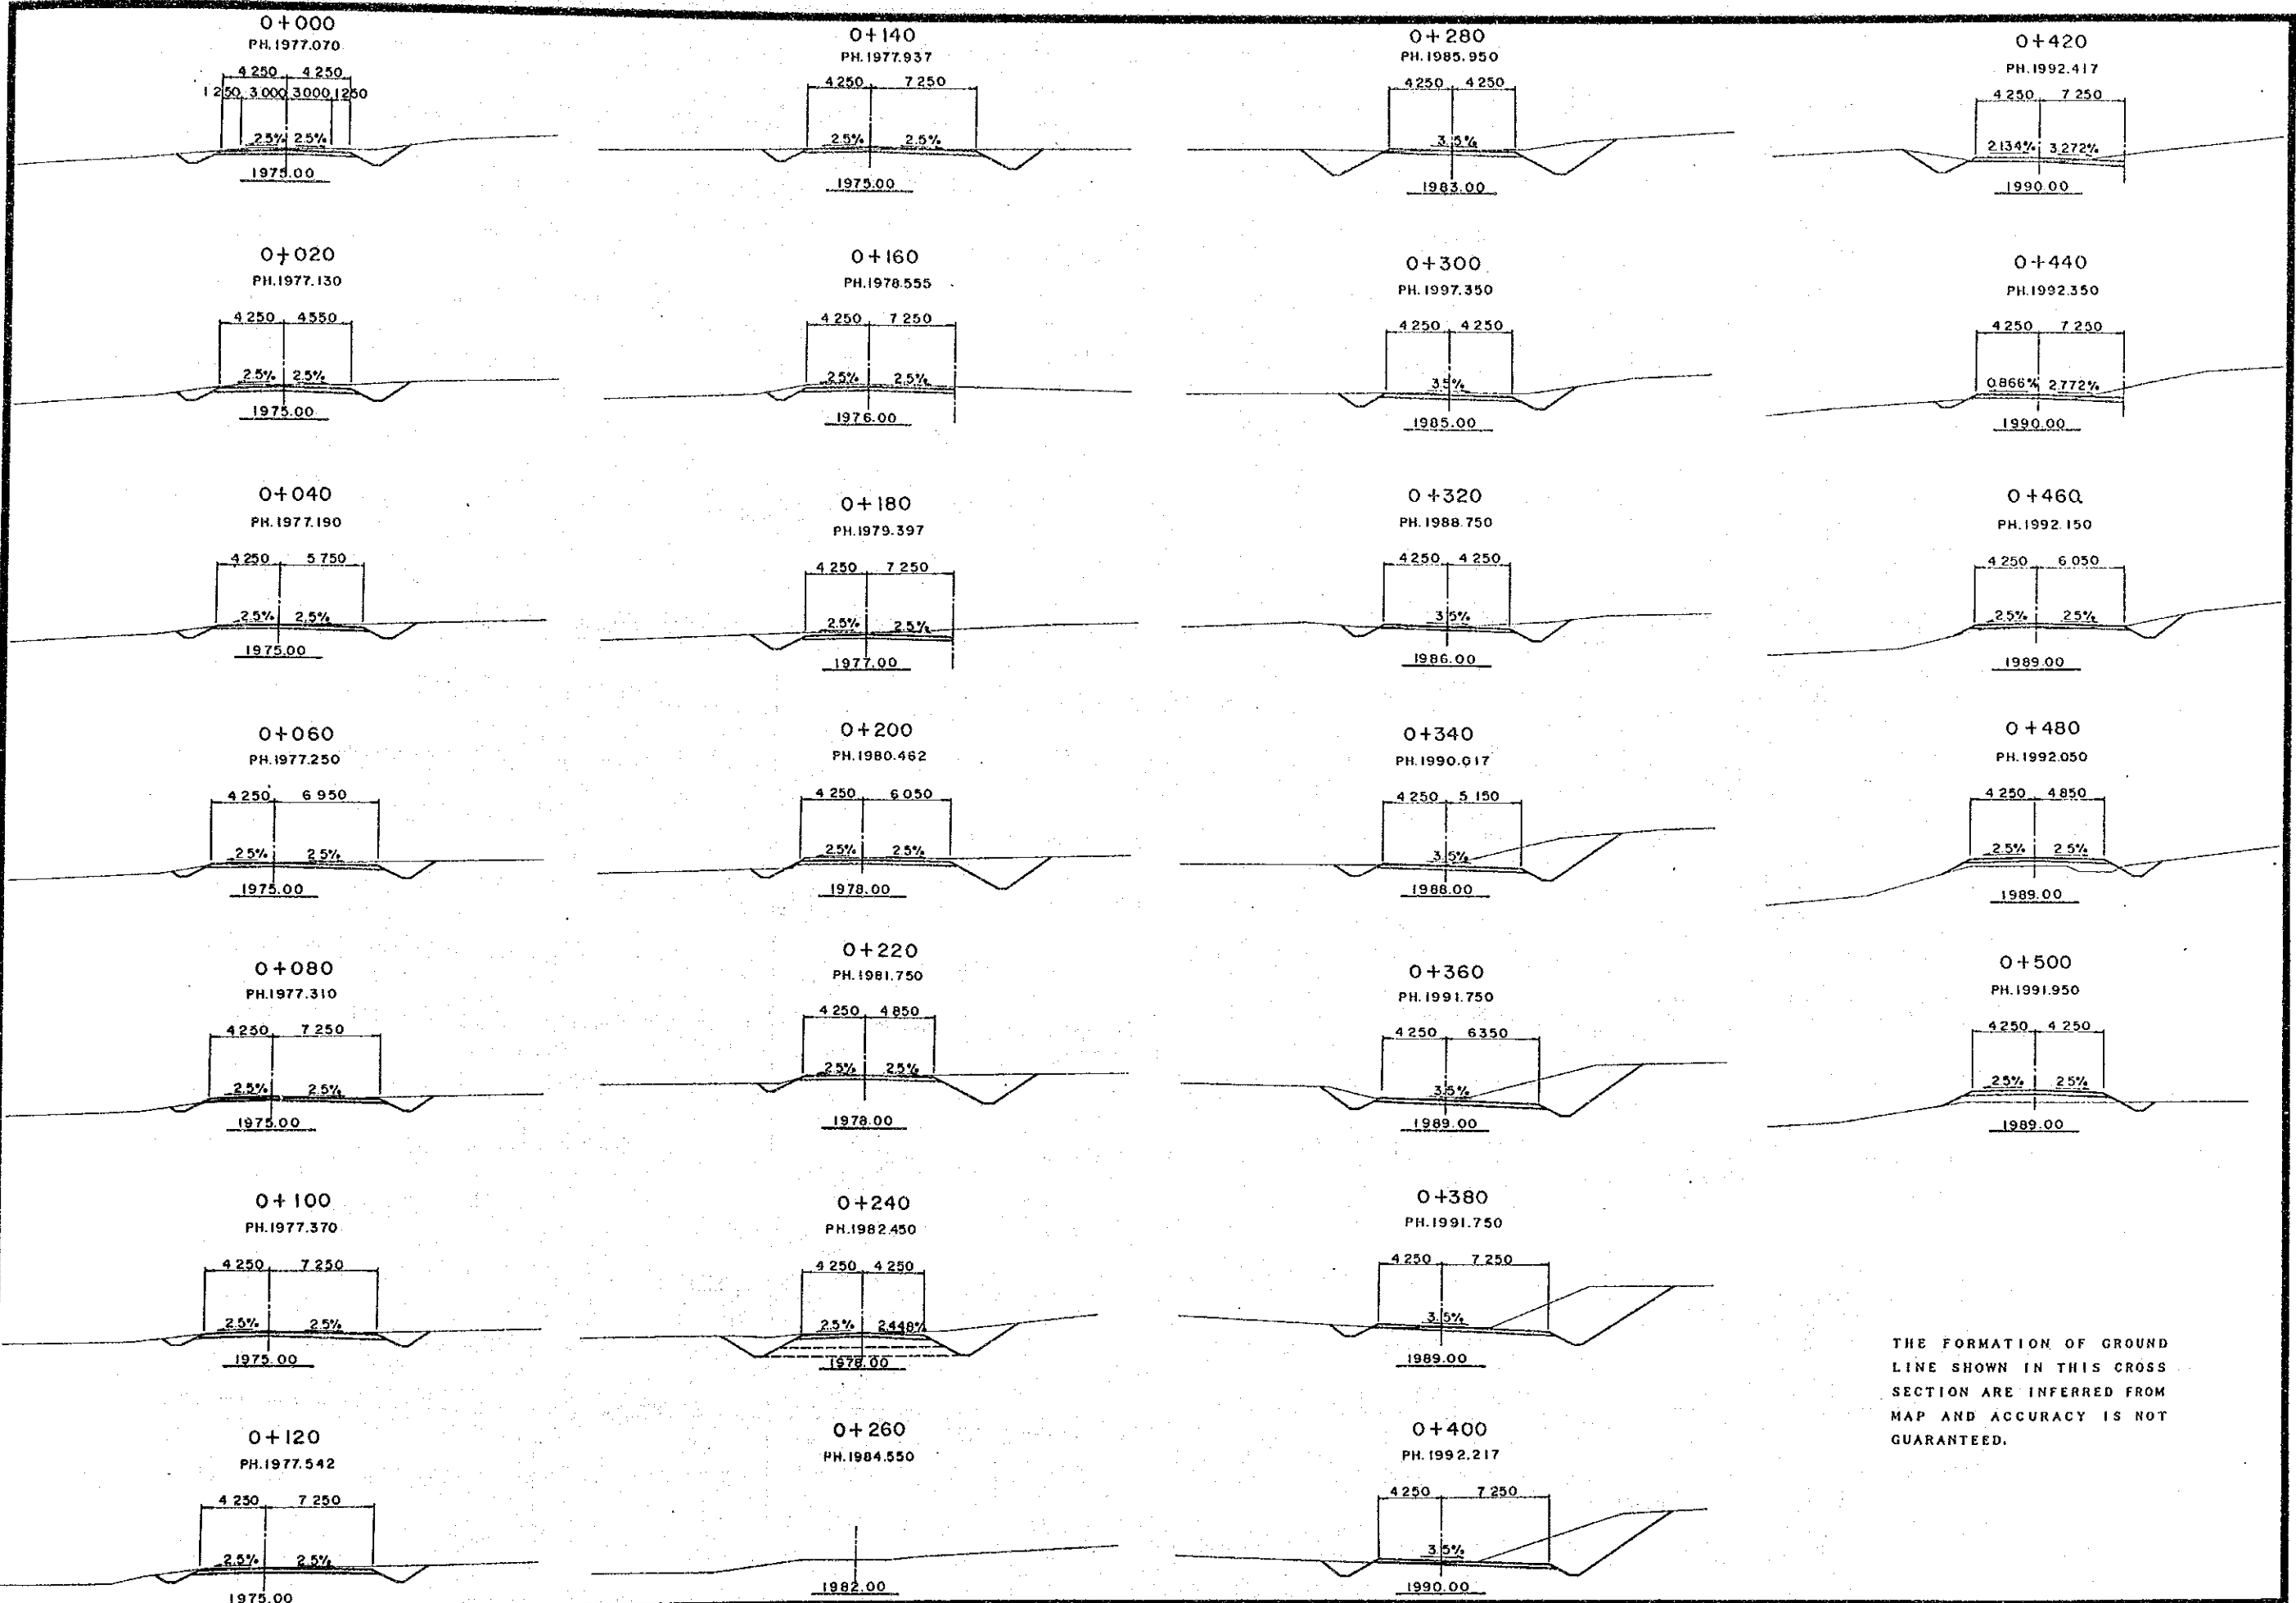 0+000
PH.1977.070
4 250 4 250
1 250 3 000 3 000 1 250
2.5% 2.5%
1975.00
0+020
PH.1977.130
4 250 4 550
2.5% 2.5%
1975.00
0+040
PH.1977.190
4 250 5 750
2.5% 2.5%
1975.00
0+060
PH.1977.250
4 250 6 950
2.5% 2.5%
1975.00
0+080
PH.1977.310
4 250 7 250
2.5% 2.5%
1975.00
0+100
PH.1977.370
4 250 7 250
2.5% 2.5%
1975.00
0+120
PH.1977.542
4 250 7 250
2.5% 2.5%
1975.00
0+140
PH.1977.937
4 250 7 250
2.5% 2.5%
1975.00
0+160
PH.1978.555
4 250 7 250
2.5% 2.5%
1976.00
0+180
PH.1979.397
4 250 7 250
2.5% 2.5%
1977.00
0+200
PH.1980.462
4 250 6 050
2.5% 2.5%
1978.00
0+220
PH.1981.750
4 250 4 850
2.5% 2.5%
1978.00
0+240
PH.1982.450
4 250 4 250
2.5% 2.448%
1978.00
0+260
PH.1984.550
1982.00
0+280
PH.1985.950
4 250 4 250
3.5%
1983.00
0+300
PH.1997.350
4 250 4 250
3.5%
1985.00
0+320
PH.1988.750
4 250 4 250
3.5%
1986.00
0+340
PH.1990.017
4 250 5 150
3.5%
1988.00
0+360
PH.1991.750
4 250 6350
3.5%
1989.00
0+380
PH.1991.750
4 250 7 250
3.5%
1989.00
0+400
PH.1992.217
4 250 7 250
3.5%
1990.00
0+420
PH.1992.417
4 250 7 250
2.134% 3.272%
1990.00
0+440
PH.1992.350
4 250 7 250
0.866% 2.772%
1990.00
0+460
PH.1992.150
4 250 6 050
2.5% 2.5%
1989.00
0+480
PH.1992.050
4 250 4 850
2.5% 2.5%
1989.00
0+500
PH.1991.950
4 250 4 250
2.5% 2.5%
1989.00
THE FORMATION OF GROUND
LINE SHOWN IN THIS CROSS
SECTION ARE INFERRED FROM
MAP AND ACCURACY IS NOT
GUARANTEED.